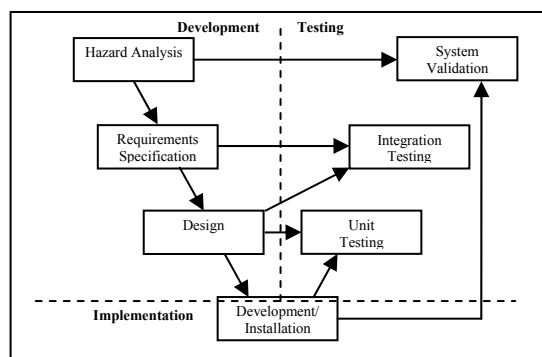 Development Testing
Hazard Analysis
System
Validation
Requirements
Specification
Integration
Testing
Design
Unit
Testing
Implementation
Development/
Installation